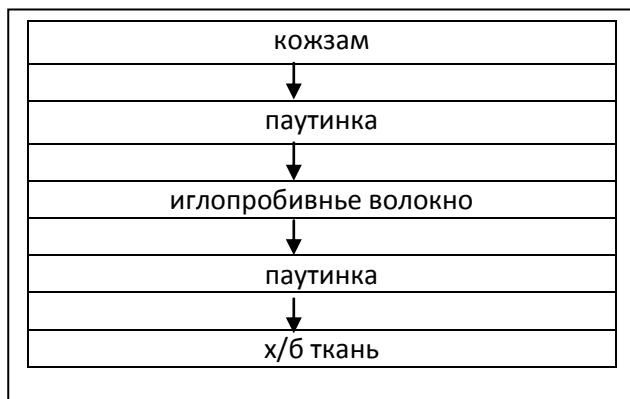 кожзам
паутинка
иглопробивнье волокно
паутинка
х/б ткань